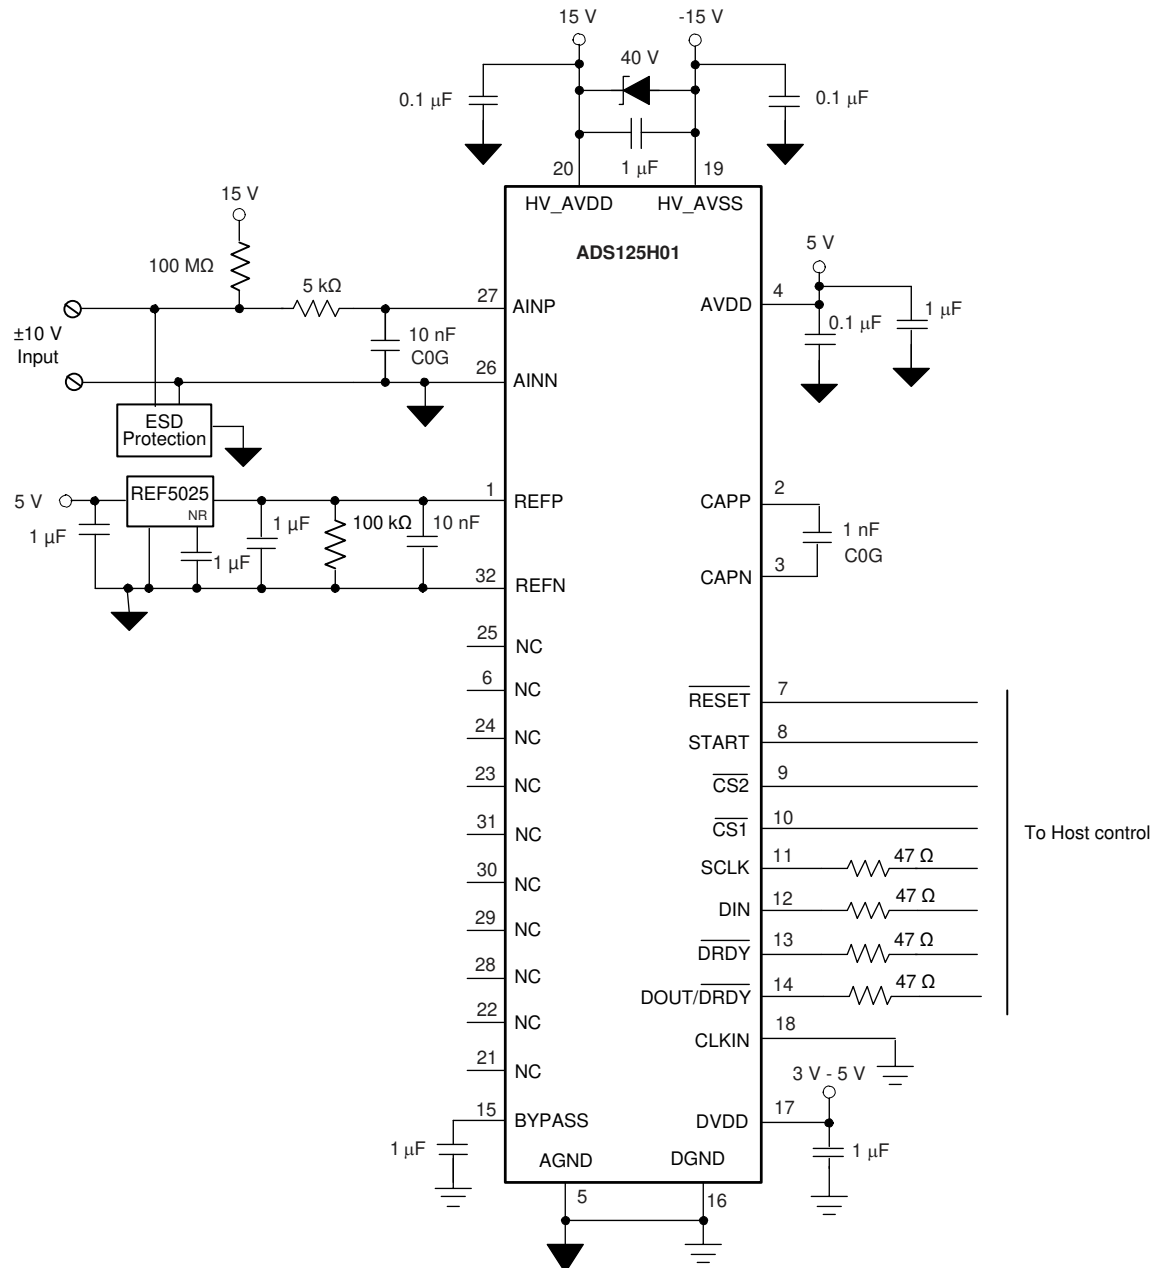 15 V
-15 V
40 V
0.1 μF
0.1 μF
1 μF
20
19
HV_AVDD
HV_AVSS
ADS125H01
15 V
100 MΩ
5 kΩ
27
AINP
±10 V
Input
10 nF
C0G
26
AINN
ESD
Protection
5 V
4
AVDD
0.1 μF
1 μF
5 V
REF5025
NR
1 μF
1 μF
1 μF
100 kΩ
10 nF
1
REFP
32
REFN
2
CAPP
1 nF
C0G
3
CAPN
25
NC
6
NC
24
NC
23
NC
31
NC
30
NC
29
NC
28
NC
22
NC
21
NC
15
BYPASS
1 μF
RESET
7
START
8
CS2
9
CS1
10
SCLK
11
47 Ω
DIN
12
47 Ω
DRDY
13
47 Ω
DOUT/DRDY
14
47 Ω
To Host control
CLKIN
18
3 V - 5 V
DVDD
17
1 μF
AGND
DGND
5
16